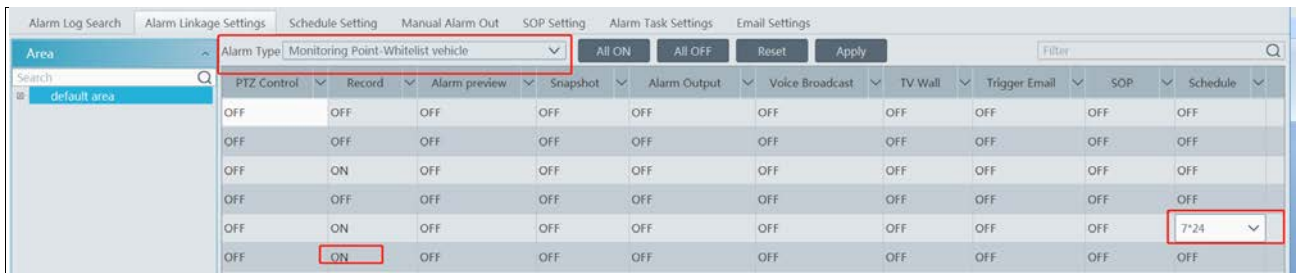 Alarm Log Search Alarm Linkage Settings Schedule Setting Manual Alarm Out SOP Setting Alarm Task Settings Email Settings
Area Alarm Type Monitoring Point-Whitelist vehicle All ON All OFF Reset Apply Filter
Search PTZ Control Record Alarm preview Snapshot Alarm Output Voice Broadcast TV Wall Trigger Email SOP Schedule
default area
OFF OFF OFF OFF OFF OFF OFF OFF OFF OFF
OFF OFF OFF OFF OFF OFF OFF OFF OFF OFF
OFF ON OFF OFF OFF OFF OFF OFF OFF OFF
OFF OFF OFF OFF OFF OFF OFF OFF OFF OFF
OFF ON OFF OFF OFF OFF OFF OFF OFF 7*24
OFF ON OFF OFF OFF OFF OFF OFF OFF OFF